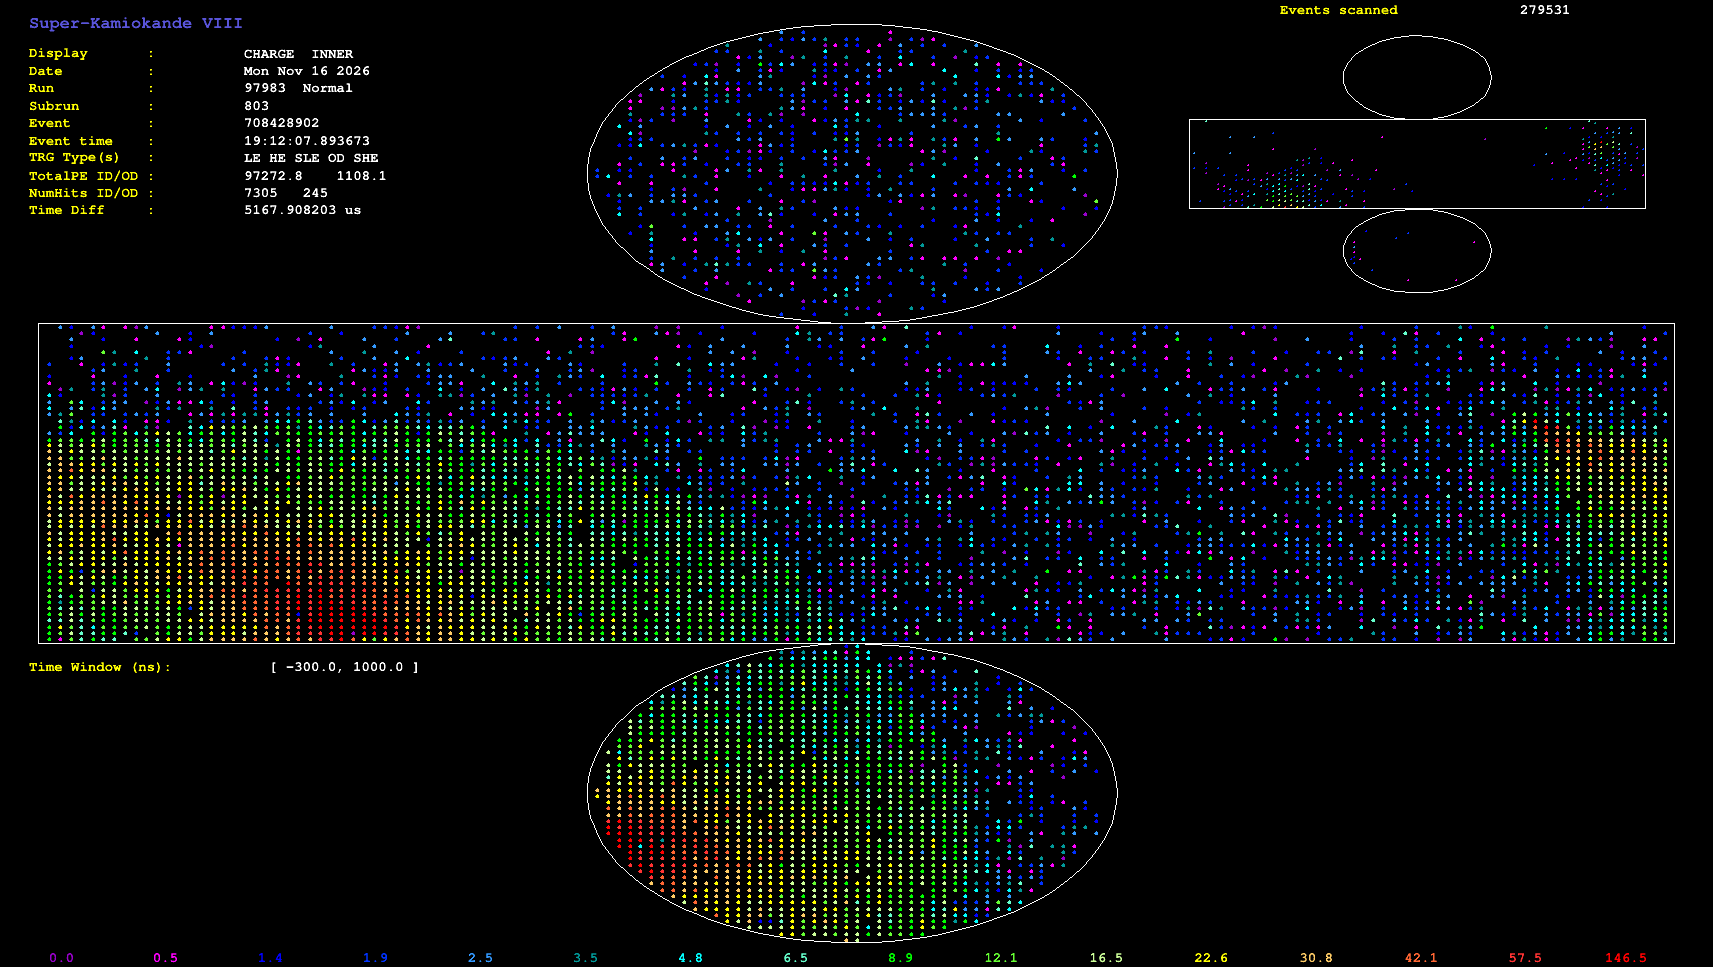 Super-Kamiokande VIII
Events scanned 279531
Display : CHARGE INNER
Date : Mon Nov 16 2026
Run : 97983 Normal
Subrun : 803
Event : 708428902
Event time : 19:12:07.893673
TRG Type(s) : LE HE SLE OD SHE
TotalPE ID/OD : 97272.8 1108.1
NumHits ID/OD : 7305 245
Time Diff : 5167.908203 us
Time Window (ns): [ -300.0, 1000.0 ]
0.0 0.5 1.4 1.9 2.5 3.5 4.8 6.5 8.9 12.1 16.5 22.6 30.8 42.1 57.5 146.5